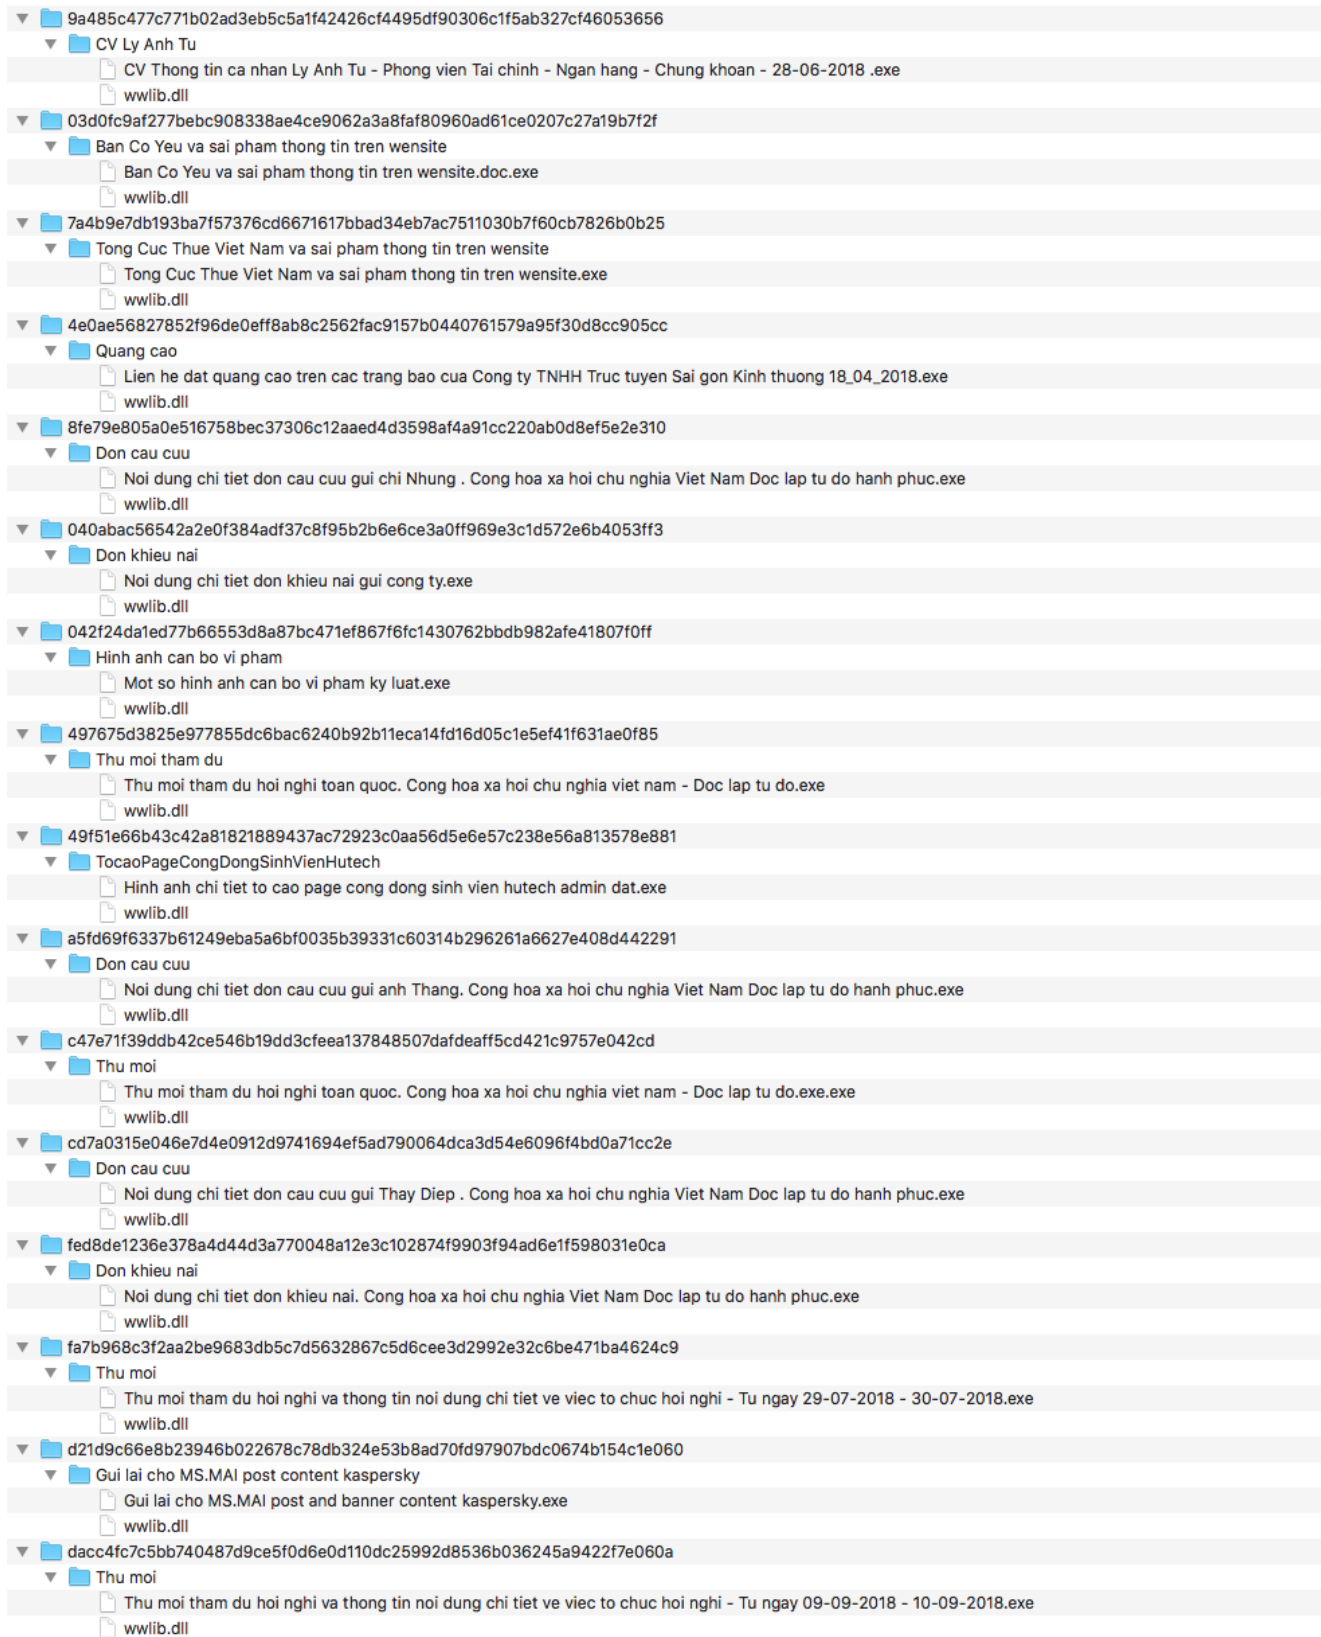 9a485c477c771b02ad3eb5c5a1f42426cf4495df90306c1f5ab327cf46053656
CV Ly Anh Tu
CV Thong tin ca nhan Ly Anh Tu - Phong vien Tai chinh - Ngan hang - Chung khoan - 28-06-2018 .exe
wwlib.dll
03d0fc9af277bebc908338ae4ce9062a3a8faf80960ad61ce0207c27a19b7f2f
Ban Co Yeu va sai pham thong tin tren wensite
Ban Co Yeu va sai pham thong tin tren wensite.doc.exe
wwlib.dll
7a4b9e7db193ba7f57376cd6671617bbad34eb7ac7511030b7f60cb7826b0b25
Tong Cuc Thue Viet Nam va sai pham thong tin tren wensite
Tong Cuc Thue Viet Nam va sai pham thong tin tren wensite.exe
wwlib.dll
4e0ae56827852f96de0eff8ab8c2562fac9157b0440761579a95f30d8cc905cc
Quang cao
Lien he dat quang cao tren cac trang bao cua Cong ty TNHH Truc tuyen Sai gon Kinh thuong 18_04_2018.exe
wwlib.dll
8fe79e805a0e516758bec37306c12aaed4d3598af4a91cc220ab0d8ef5e2e310
Don cau cuu
Noi dung chi tiet don cau cuu gui chi Nhung . Cong hoa xa hoi chu nghia Viet Nam Doc lap tu do hanh phuc.exe
wwlib.dll
040abac56542a2e0f384adf37c8f95b2b6e6ce3a0ff969e3c1d572e6b4053ff3
Don khieu nai
Noi dung chi tiet don khieu nai gui cong ty.exe
wwlib.dll
042f24da1ed77b66553d8a87bc471ef867f6fc1430762bbdb982afe41807f0ff
Hinh anh can bo vi pham
Mot so hinh anh can bo vi pham ky luat.exe
wwlib.dll
497675d3825e977855dc6bac6240b92b11eca14fd16d05c1e5ef41f631ae0f85
Thu moi tham du
Thu moi tham du hoi nghi toan quoc. Cong hoa xa hoi chu nghia viet nam - Doc lap tu do.exe
wwlib.dll
49f51e66b43c42a81821889437ac72923c0aa56d5e6e57c238e56a813578e881
TocaoPageCongDongSinhVienHutech
Hinh anh chi tiet to cao page cong dong sinh vien hutech admin dat.exe
wwlib.dll
a5fd69f6337b61249eba5a6bf0035b39331c60314b296261a6627e408d442291
Don cau cuu
Noi dung chi tiet don cau cuu gui anh Thang. Cong hoa xa hoi chu nghia Viet Nam Doc lap tu do hanh phuc.exe
wwlib.dll
c47e71f39ddb42ce546b19dd3cfeea137848507dafdeaff5cd421c9757e042cd
Thu moi
Thu moi tham du hoi nghi toan quoc. Cong hoa xa hoi chu nghia viet nam - Doc lap tu do.exe.exe
wwlib.dll
cd7a0315e046e7d4e0912d9741694ef5ad790064dca3d54e6096f4bd0a71cc2e
Don cau cuu
Noi dung chi tiet don cau cuu gui Thay Diep . Cong hoa xa hoi chu nghia Viet Nam Doc lap tu do hanh phuc.exe
wwlib.dll
fed8de1236e378a4d44d3a770048a12e3c102874f9903f94ad6e1f598031e0ca
Don khieu nai
Noi dung chi tiet don khieu nai. Cong hoa xa hoi chu nghia Viet Nam Doc lap tu do hanh phuc.exe
wwlib.dll
fa7b968c3f2aa2be9683db5c7d5632867c5d6cee3d2992e32c6be471ba4624c9
Thu moi
Thu moi tham du hoi nghi va thong tin noi dung chi tiet ve viec to chuc hoi nghi - Tu ngay 29-07-2018 - 30-07-2018.exe
wwlib.dll
d21d9c66e8b23946b022678c78db324e53b8ad70fd97907bdc0674b154c1e060
Gui lai cho MS.MAI post content kaspersky
Gui lai cho MS.MAI post and banner content kaspersky.exe
wwlib.dll
dacc4fc7c5bb740487d9ce5f0d6e0d110dc25992d8536b036245a9422f7e060a
Thu moi
Thu moi tham du hoi nghi va thong tin noi dung chi tiet ve viec to chuc hoi nghi - Tu ngay 09-09-2018 - 10-09-2018.exe
wwlib.dll